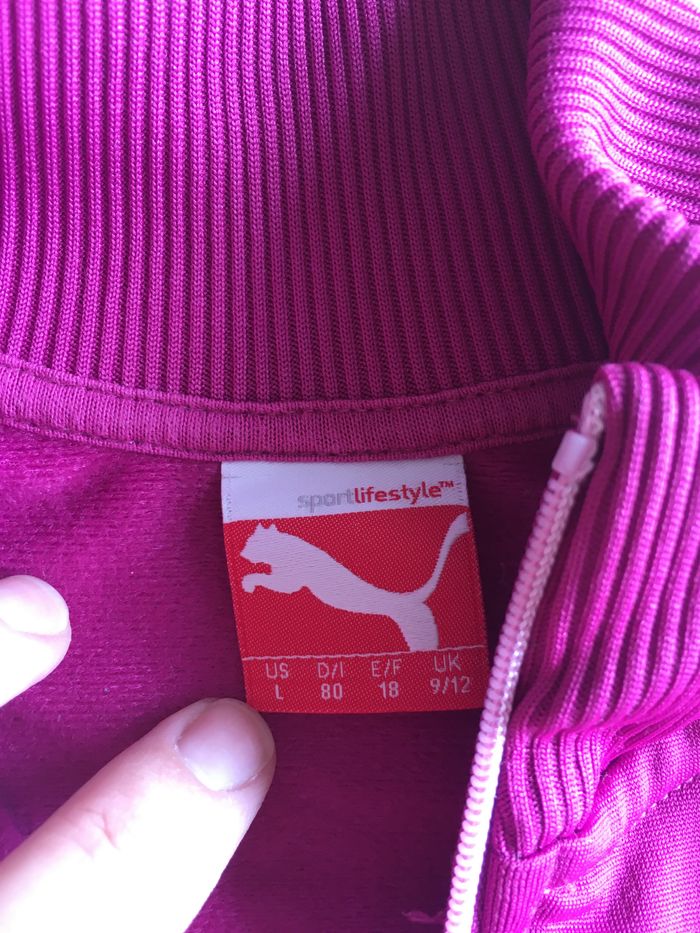 sportlifestyle™
US D/I E/F UK
L 80 18 9/12